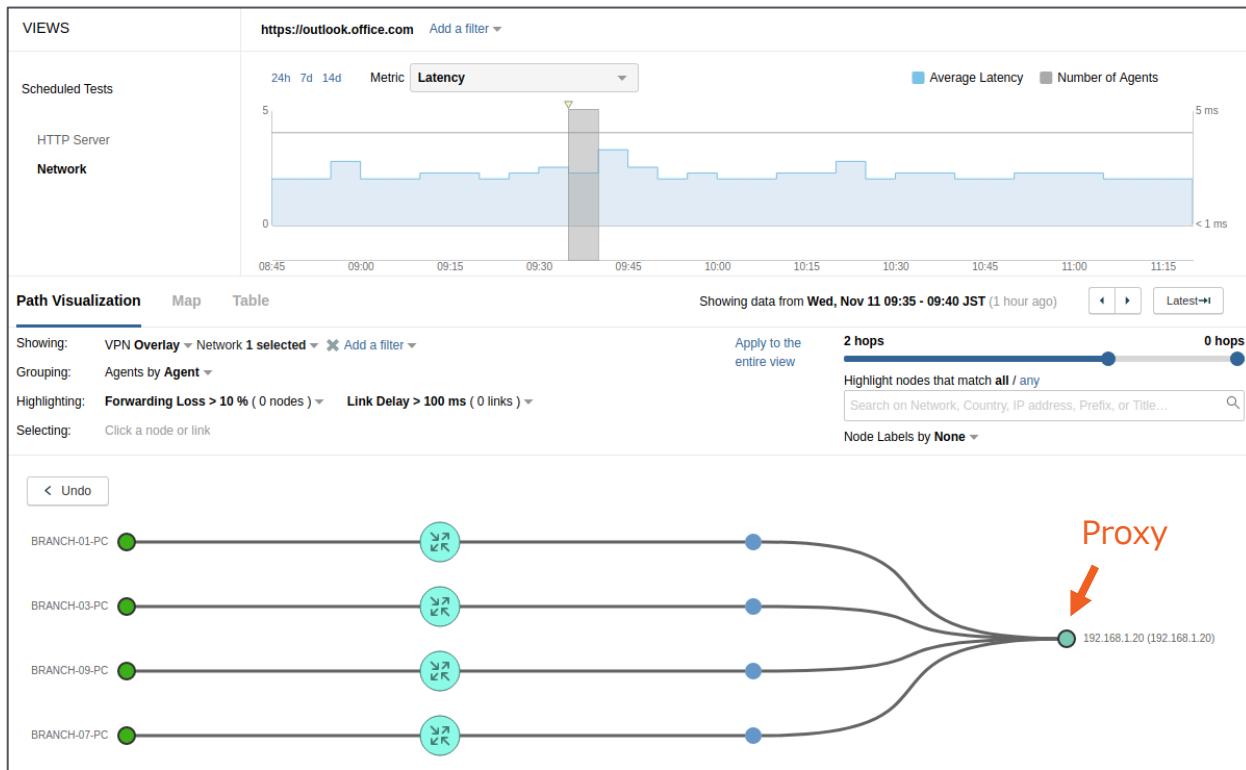 VIEWS
https://outlook.office.com Add a filter
Scheduled Tests
HTTP Server
Network
24h 7d 14d Metric Latency
Average Latency Number of Agents
5 5 ms
0 < 1 ms
08:45 09:00 09:15 09:30 09:45 10:00 10:15 10:30 10:45 11:00 11:15
Path Visualization Map Table
Showing data from Wed, Nov 11 09:35 - 09:40 JST (1 hour ago)
Latest
Showing: VPN Overlay Network 1 selected Add a filter
Grouping: Agents by Agent
Highlighting: Forwarding Loss > 10 % ( 0 nodes ) Link Delay > 100 ms ( 0 links )
Selecting: Click a node or link
Apply to the
entire view
2 hops 0 hops
Highlight nodes that match all / any
Search on Network, Country, IP address, Prefix, or Title...
Node Labels by None
Undo
BRANCH-01-PC
BRANCH-03-PC
BRANCH-09-PC
BRANCH-07-PC
Proxy
192.168.1.20 (192.168.1.20)